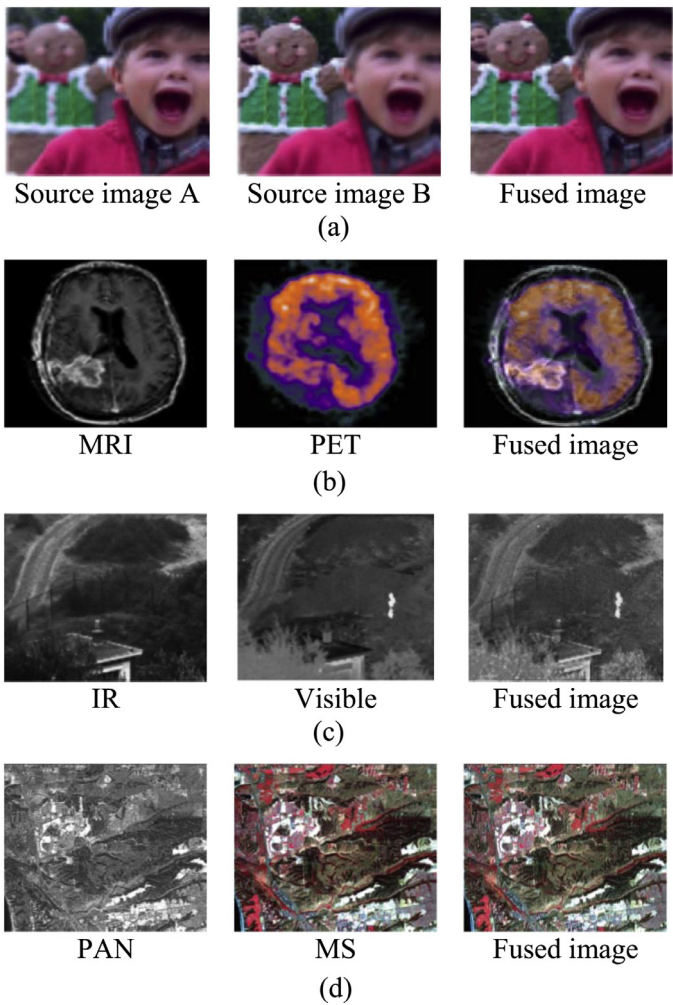 Source image A Source image B Fused image
(a)
MRI PET Fused image
(b)
IR Visible Fused image
(c)
PAN MS Fused image
(d)